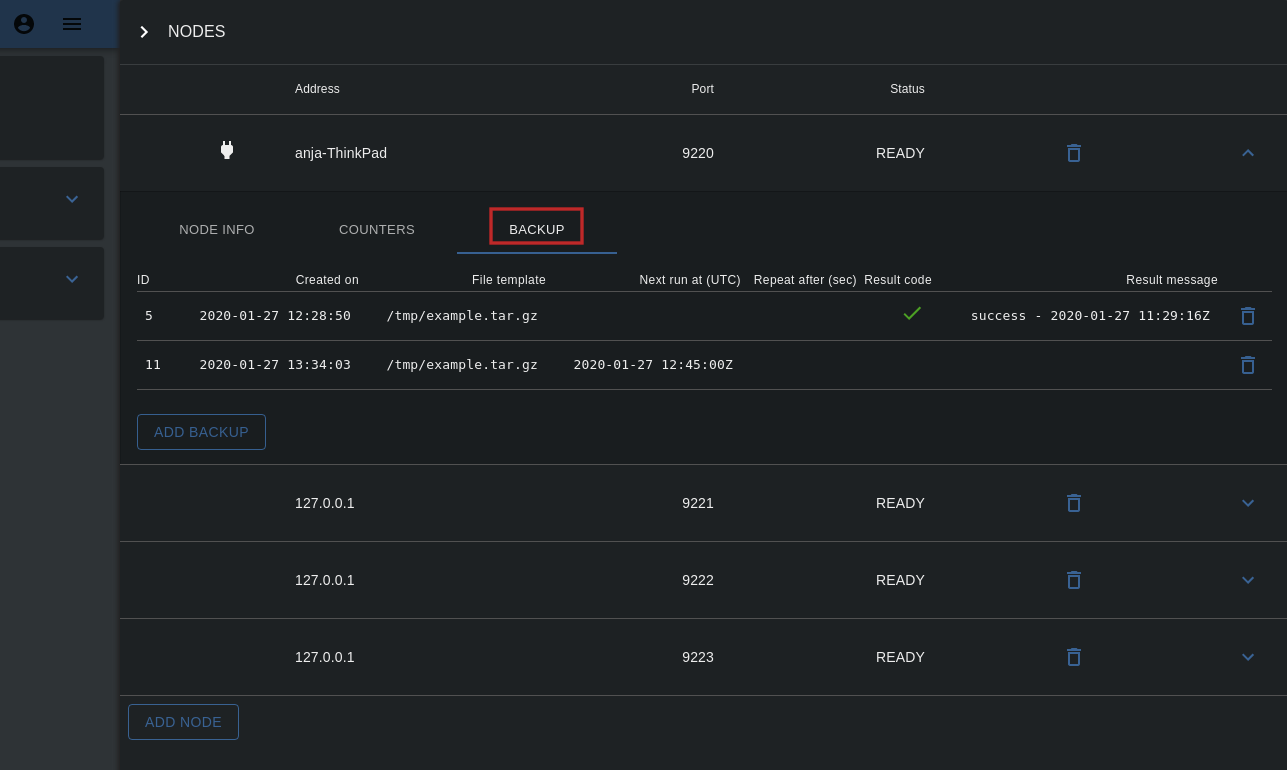 NODES
Address Port Status
anja-ThinkPad 9220 READY
NODE INFO COUNTERS BACKUP
ID Created on File template Next run at (UTC) Repeat after (sec) Result code Result message
5 2020-01-27 12:28:50 /tmp/example.tar.gz success - 2020-01-27 11:29:16Z
11 2020-01-27 13:34:03 /tmp/example.tar.gz 2020-01-27 12:45:00Z
ADD BACKUP
127.0.0.1 9221 READY
127.0.0.1 9222 READY
127.0.0.1 9223 READY
ADD NODE